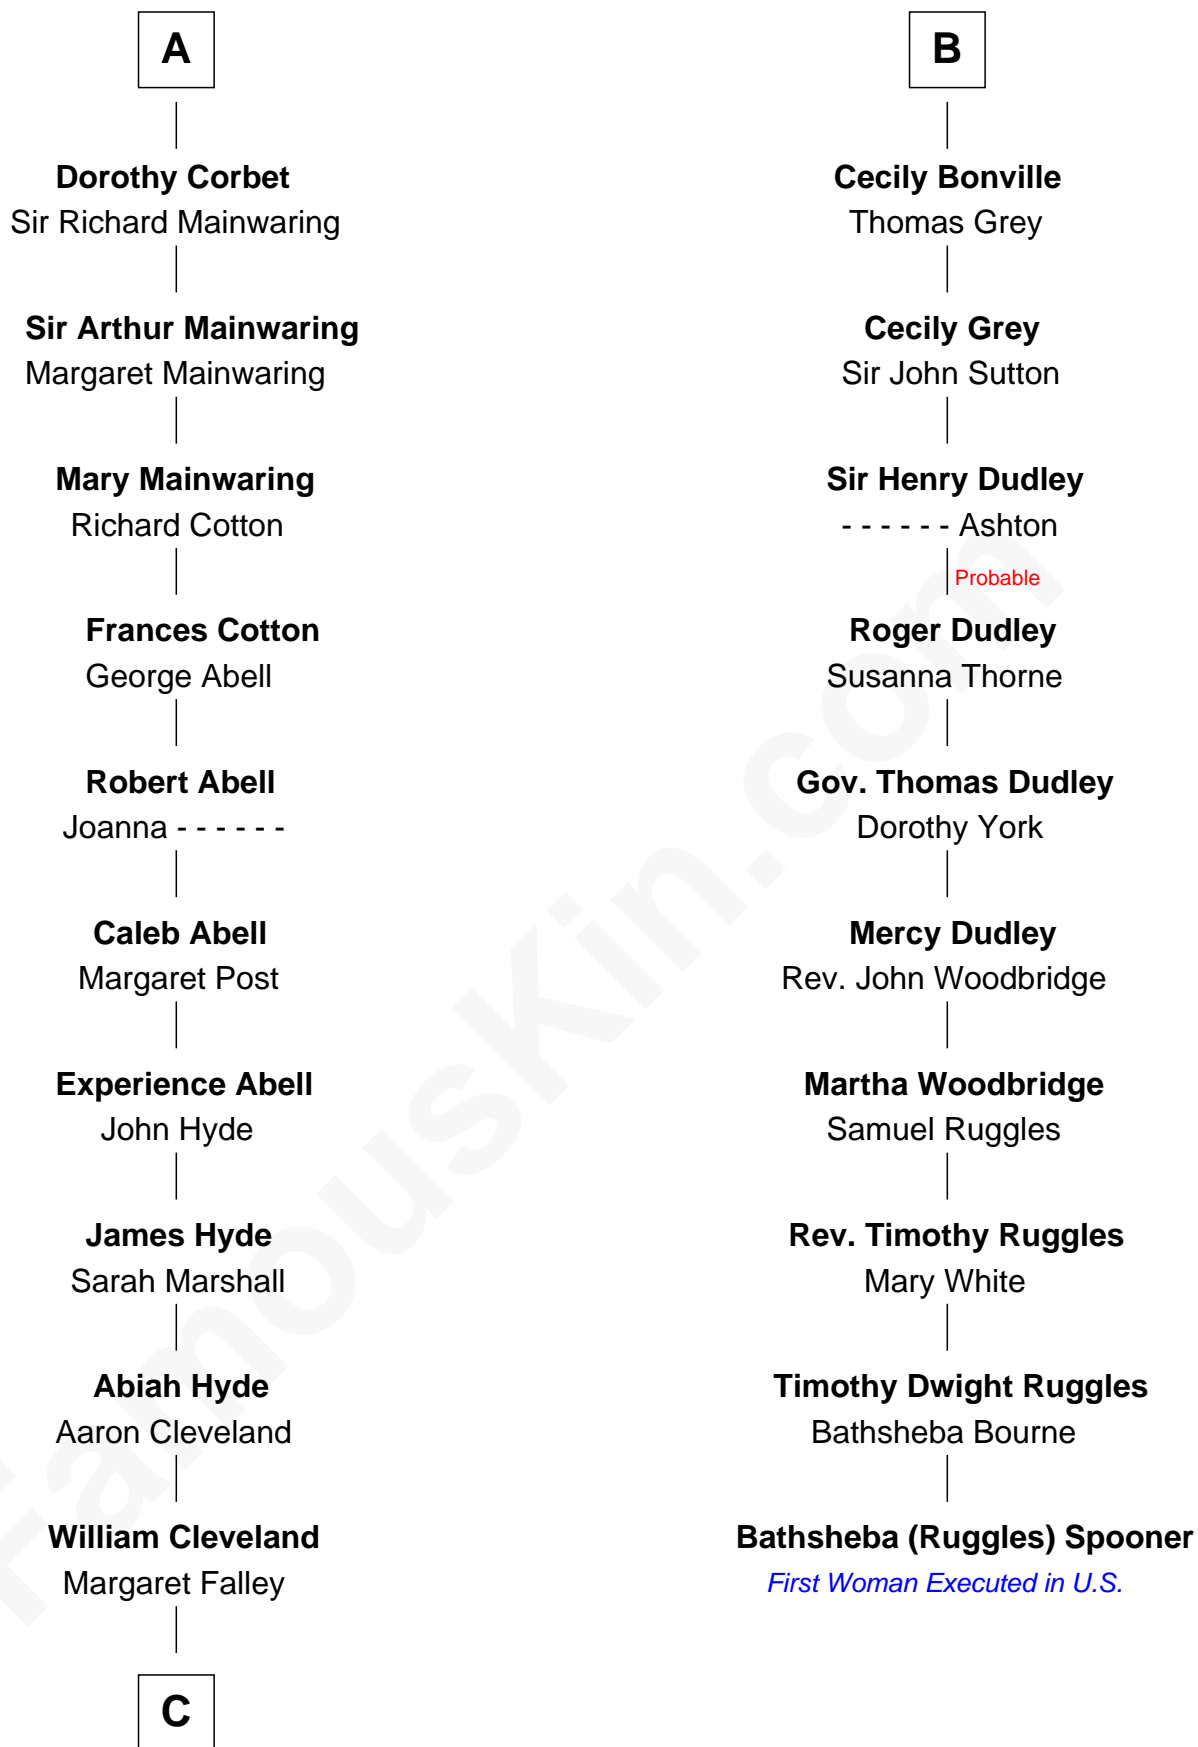 A
Dorothy Corbet
Sir Richard Mainwaring
Sir Arthur Mainwaring
Margaret Mainwaring
Mary Mainwaring
Richard Cotton
Frances Cotton
George Abell
Robert Abell
Joanna - - - - - -
Caleb Abell
Margaret Post
Experience Abell
John Hyde
James Hyde
Sarah Marshall
Abiah Hyde
Aaron Cleveland
William Cleveland
Margaret Falley
C
B
Cecily Bonville
Thomas Grey
Cecily Grey
Sir John Sutton
Sir Henry Dudley
- - - - - - Ashton
Probable
Roger Dudley
Susanna Thorne
Gov. Thomas Dudley
Dorothy York
Mercy Dudley
Rev. John Woodbridge
Martha Woodbridge
Samuel Ruggles
Rev. Timothy Ruggles
Mary White
Timothy Dwight Ruggles
Bathsheba Bourne
Bathsheba (Ruggles) Spooner
First Woman Executed in U.S.
FamousKin.com